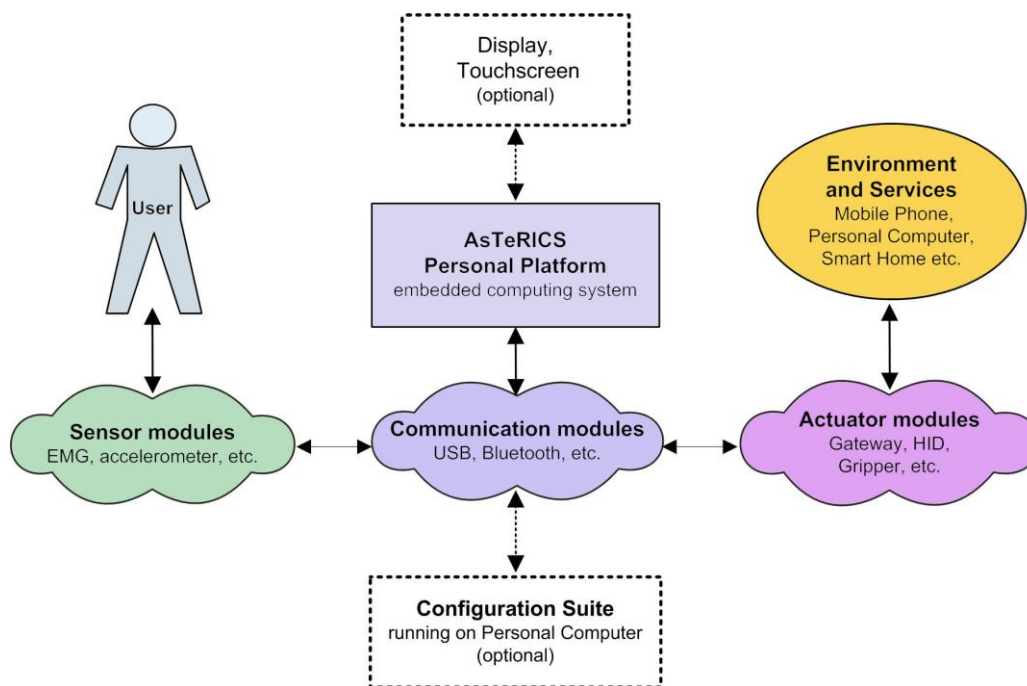 Display,
Touchscreen
(optional)
User
AsTeRICS
Personal Platform
embedded computing system
Environment
and Services
Mobile Phone,
Personal Computer,
Smart Home etc.
Sensor modules
EMG, accelerometer, etc.
Communication modules
USB, Bluetooth, etc.
Actuator modules
Gateway, HID,
Gripper, etc.
Configuration Suite
running on Personal Computer
(optional)